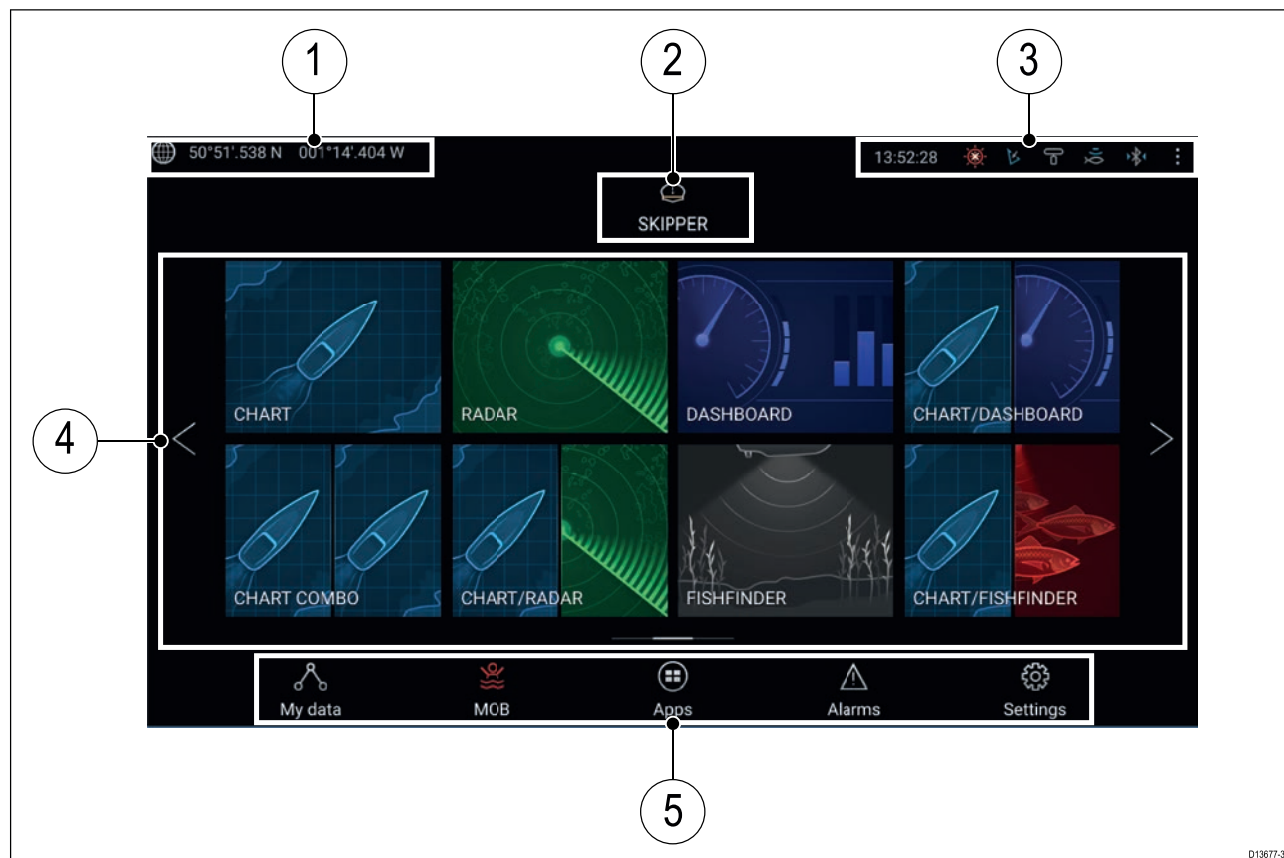 1
2
3
50°51'.538 N 001°14'.404 W
13:52:28
SKIPPER
CHART
RADAR
DASHBOARD
CHART/DASHBOARD
4
CHART COMBO
CHART/RADAR
FISHFINDER
CHART/FISHFINDER
My data
MOB
Apps
Alarms
Settings
5
D13677-3